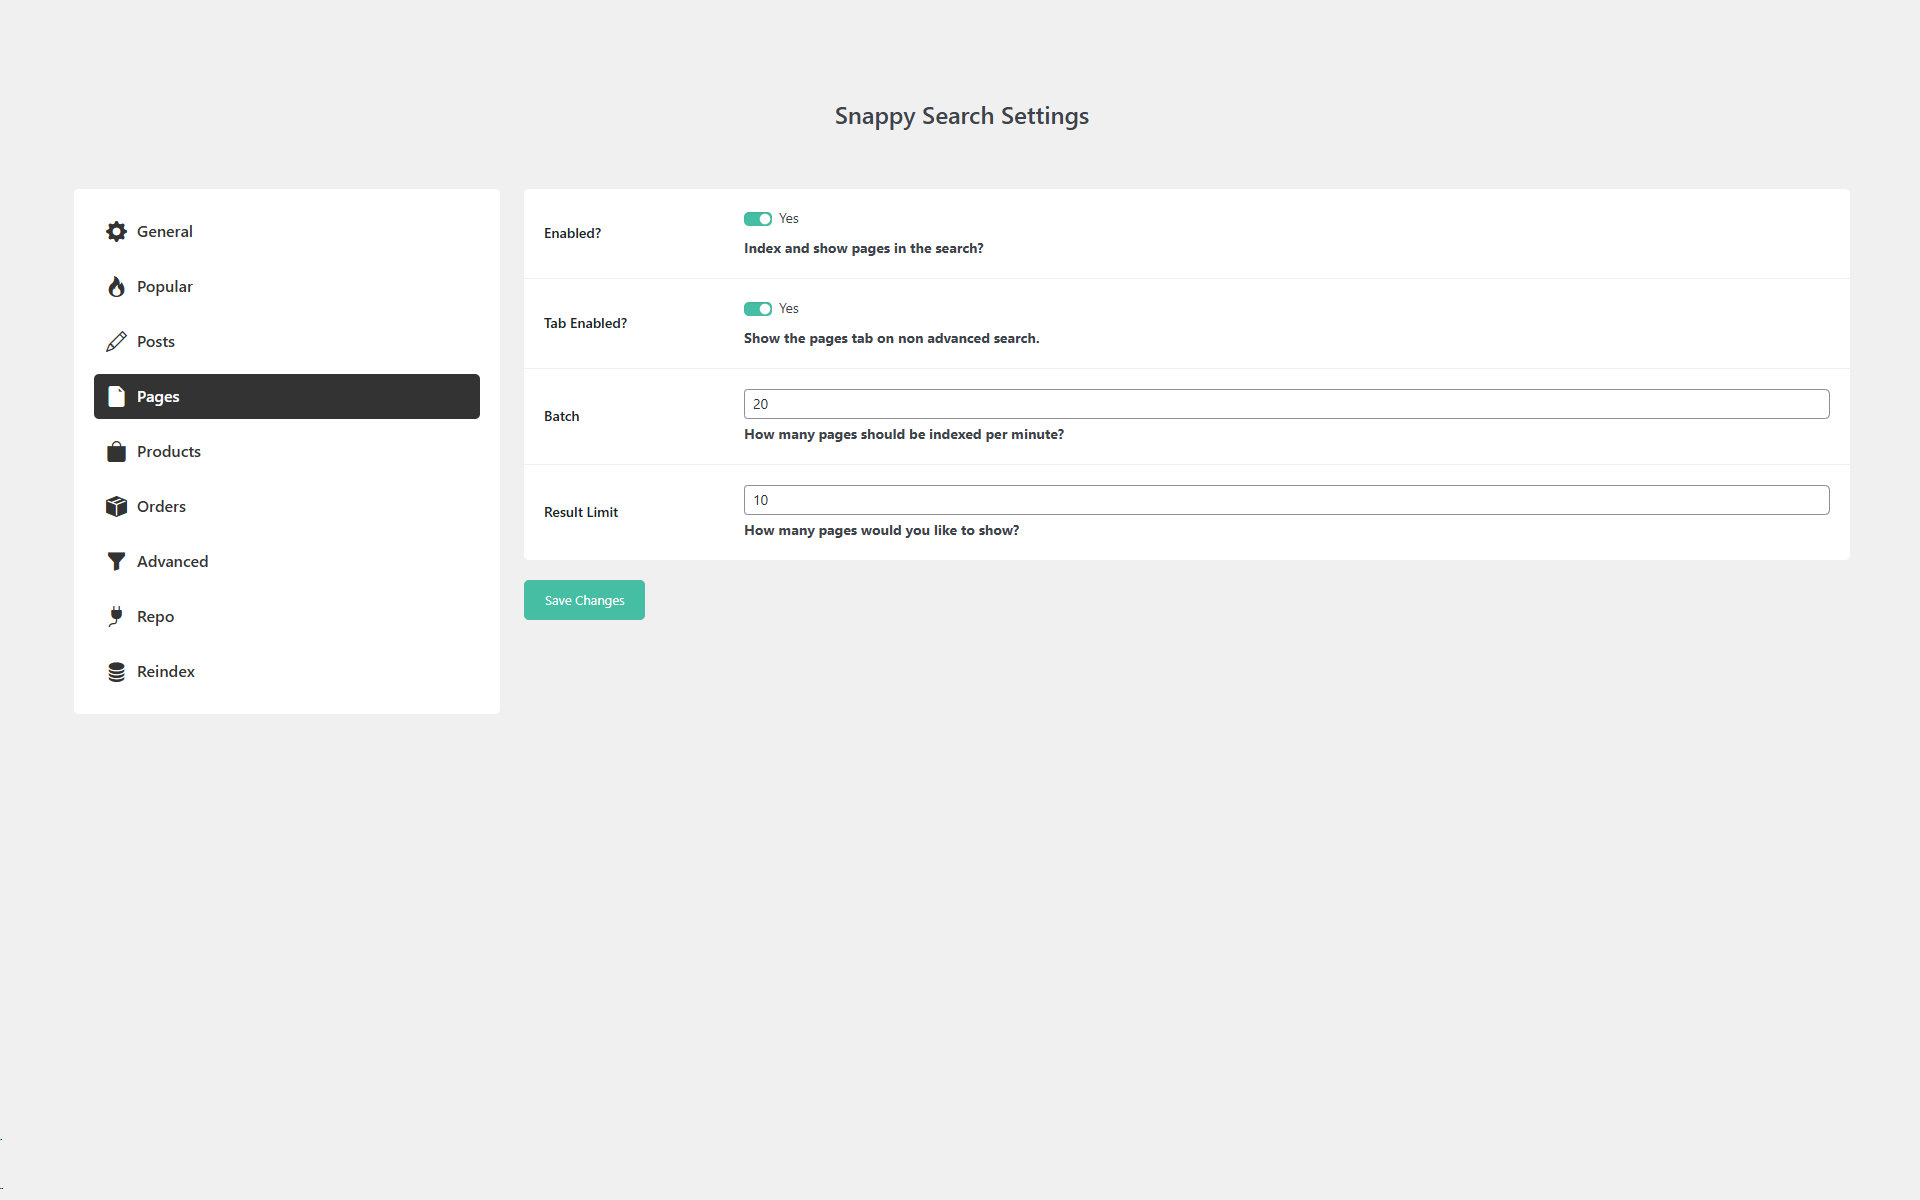 Snappy Search Settings
General
Popular
Posts
Pages
Products
Orders
Advanced
Repo
Reindex
Enabled?
Yes
Index and show pages in the search?
Tab Enabled?
Yes
Show the pages tab on non advanced search.
Batch
20
How many pages should be indexed per minute?
Result Limit
10
How many pages would you like to show?
Save Changes